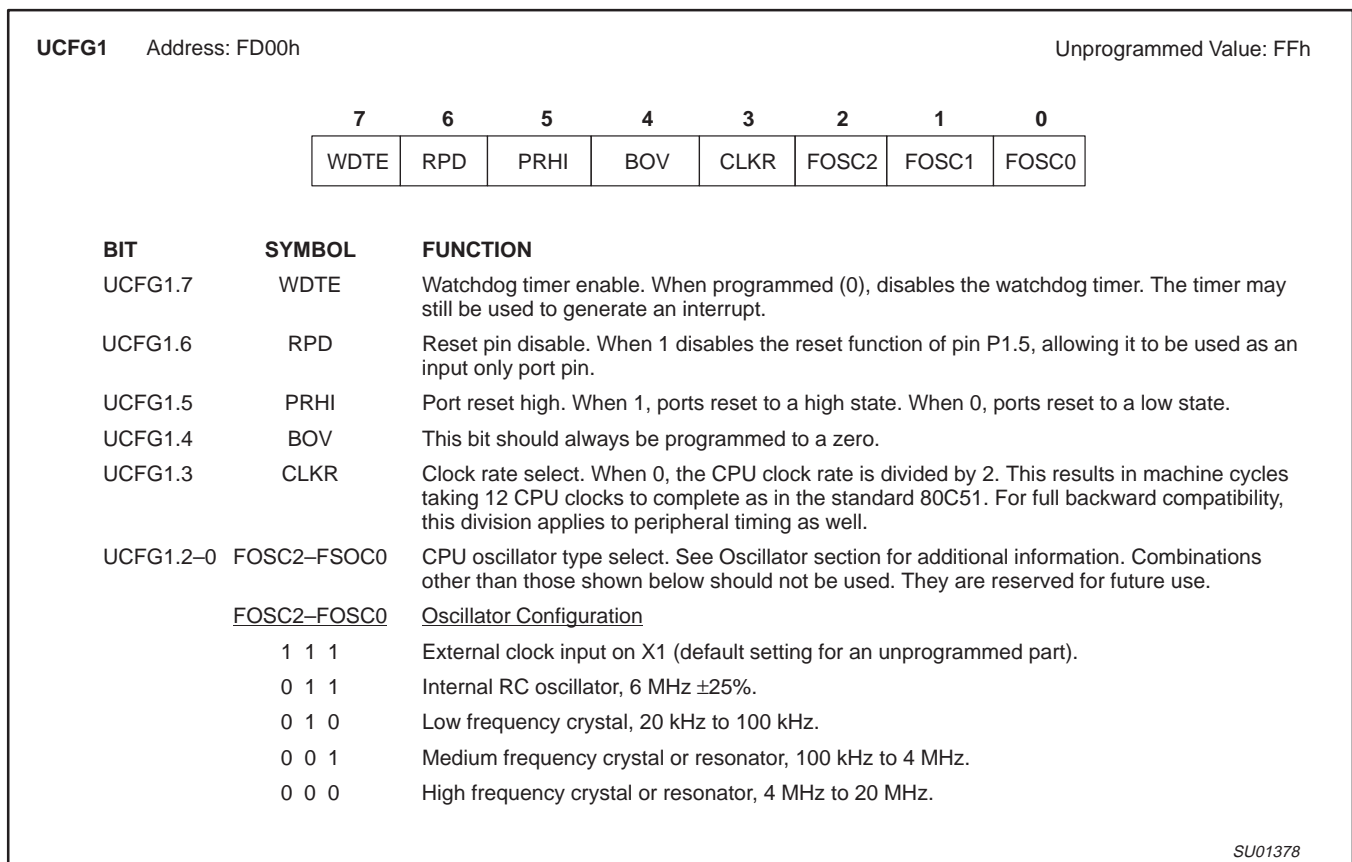 UCFG1 Address: FD00h Unprogrammed Value: FFh
7 6 5 4 3 2 1 0
WDTE RPD PRHI BOV CLKR FOSC2 FOSC1 FOSC0
BIT SYMBOL FUNCTION
UCFG1.7 WDTE Watchdog timer enable. When programmed (0), disables the watchdog timer. The timer may
still be used to generate an interrupt.
UCFG1.6 RPD Reset pin disable. When 1 disables the reset function of pin P1.5, allowing it to be used as an
input only port pin.
UCFG1.5 PRHI Port reset high. When 1, ports reset to a high state. When 0, ports reset to a low state.
UCFG1.4 BOV This bit should always be programmed to a zero.
UCFG1.3 CLKR Clock rate select. When 0, the CPU clock rate is divided by 2. This results in machine cycles
taking 12 CPU clocks to complete as in the standard 80C51. For full backward compatibility,
this division applies to peripheral timing as well.
UCFG1.2–0 FOSC2–FSOC0 CPU oscillator type select. See Oscillator section for additional information. Combinations
other than those shown below should not be used. They are reserved for future use.
FOSC2–FOSC0 Oscillator Configuration
1 1 1 External clock input on X1 (default setting for an unprogrammed part).
0 1 1 Internal RC oscillator, 6 MHz ±25%.
0 1 0 Low frequency crystal, 20 kHz to 100 kHz.
0 0 1 Medium frequency crystal or resonator, 100 kHz to 4 MHz.
0 0 0 High frequency crystal or resonator, 4 MHz to 20 MHz.
SU01378